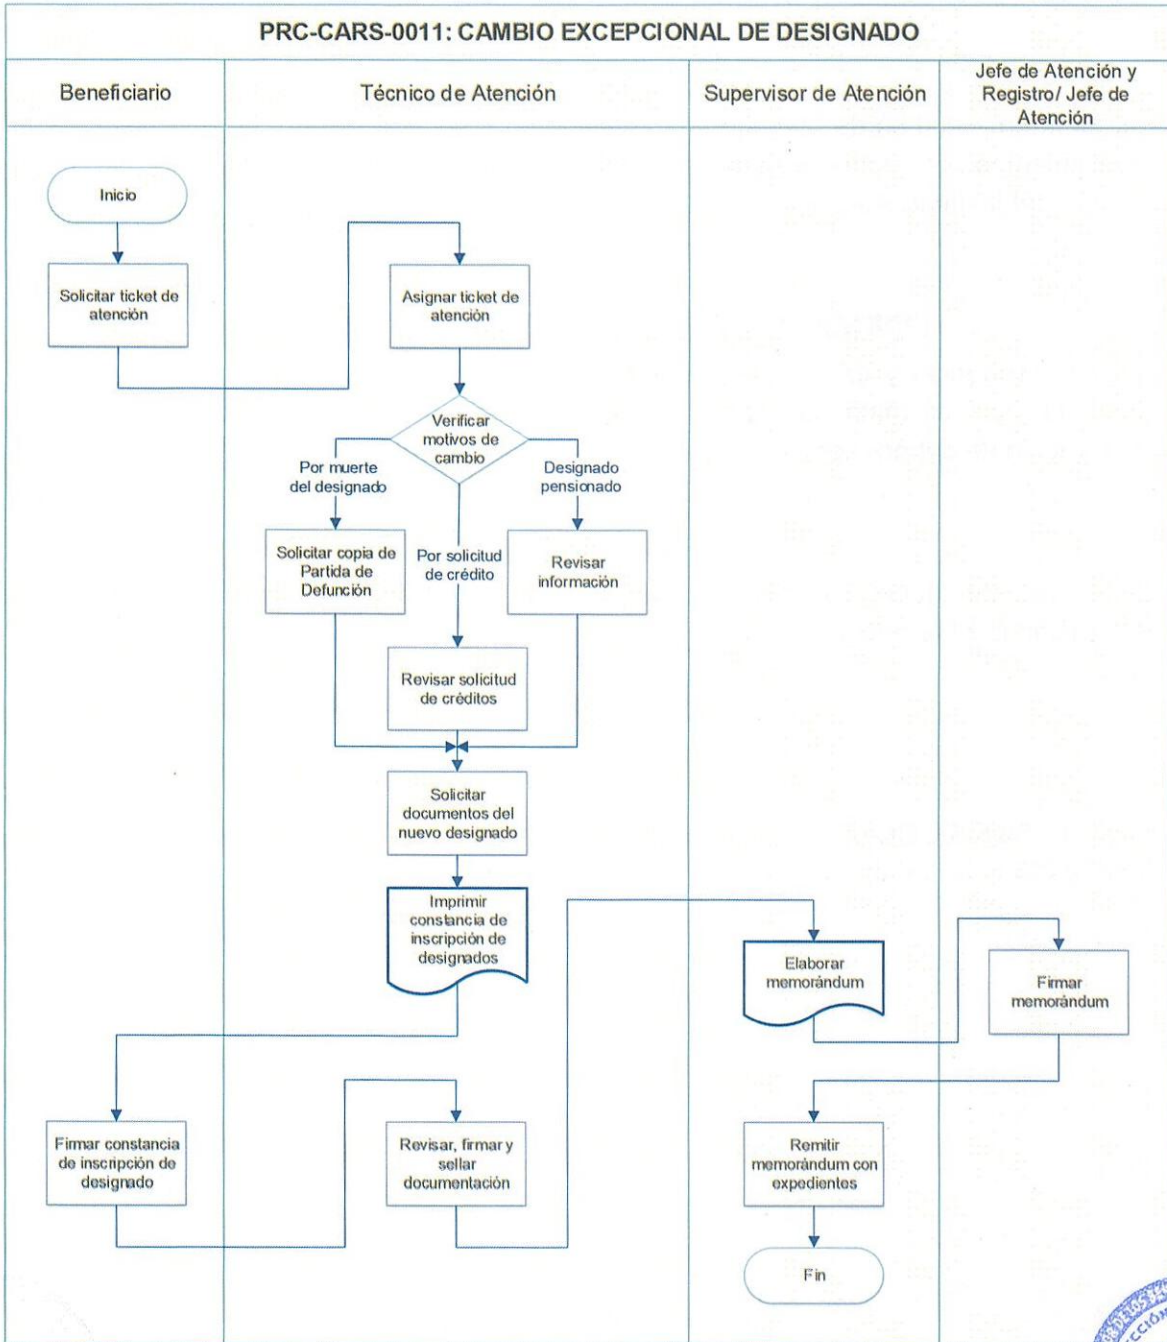 PRC-CARS-0011: CAMBIO EXCEPCIONAL DE DESIGNADO
Beneficiario
Técnico de Atención
Supervisor de Atención
Jefe de Atención y
Registro/ Jefe de
Atención
Inicio
Solicitar ticket de
atención
Asignar ticket de
atención
Verificar
motivos de
cambio
Por muerte
del designado
Designado
pensionado
Solicitar copia de
Partida de
Defunción
Por solicitud
de crédito
Revisar
información
Revisar solicitud
de créditos
Solicitar
documentos del
nuevo designado
Imprimir
constancia de
inscripción de
designados
Elaborar
memorándum
Firmar
memorándum
Firmar constancia
de inscripción de
designado
Revisar, firmar y
sellar
documentación
Remitir
memorándum con
expedientes
Fin